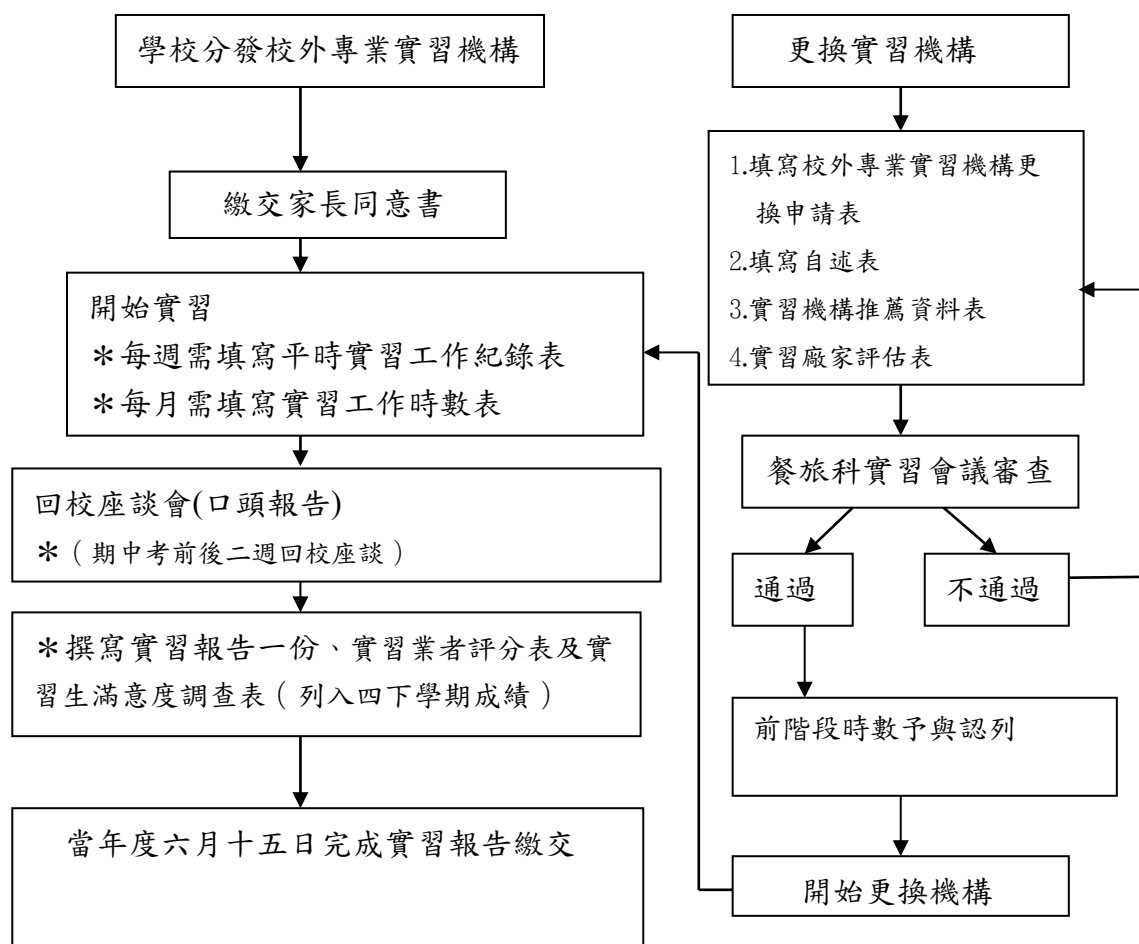 學校分發校外專業實習機構
繳交家長同意書
開始實習
＊每週需填寫平時實習工作紀錄表
＊每月需填寫實習工作時數表
回校座談會(口頭報告)
＊（期中考前後二週回校座談）
＊撰寫實習報告一份、實習業者評分表及實
習生滿意度調查表（列入四下學期成績）
當年度六月十五日完成實習報告繳交
更換實習機構
1.填寫校外專業實習機構更
換申請表
2.填寫自述表
3.實習機構推薦資料表
4.實習廠家評估表
餐旅科實習會議審查
通過
不通過
前階段時數予與認列
開始更換機構